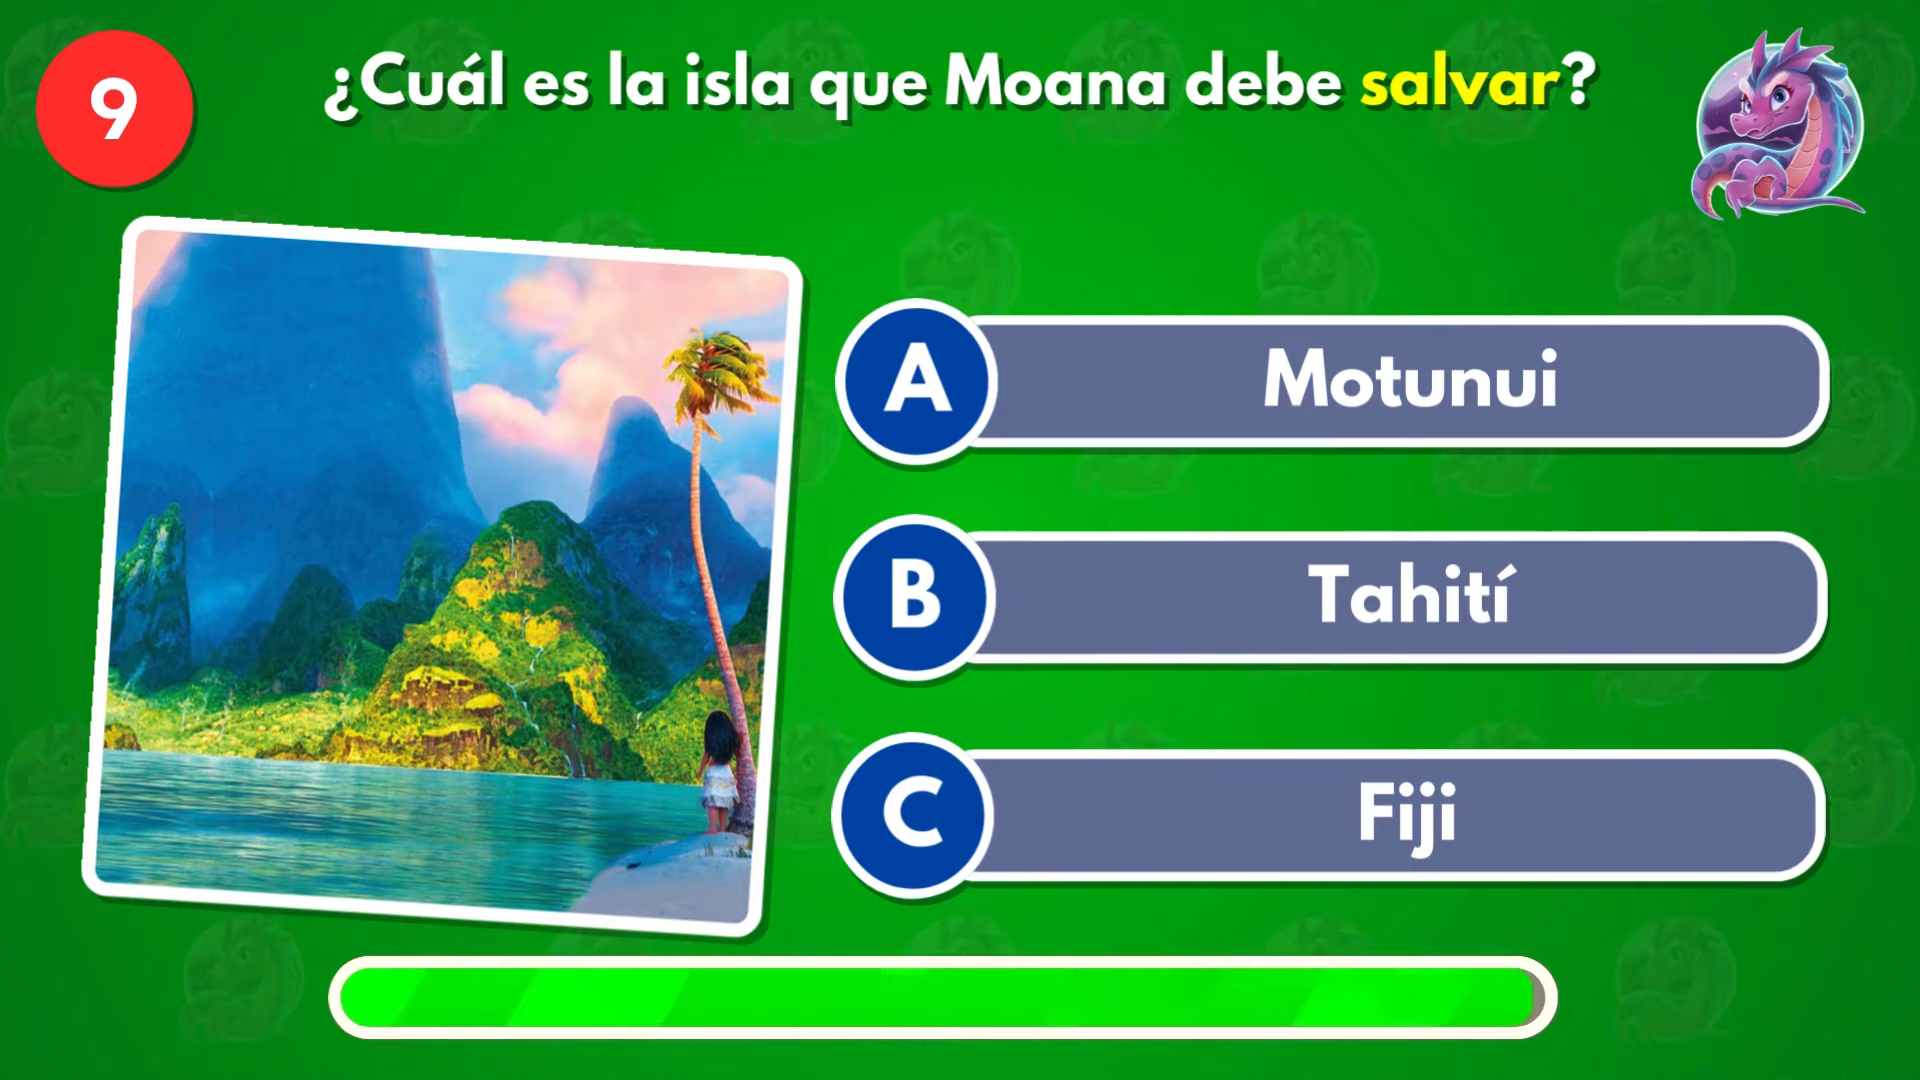 9
¿Cuál es la isla que Moana debe salvar?
A
Motunui
B
Tahití
C
Fiji